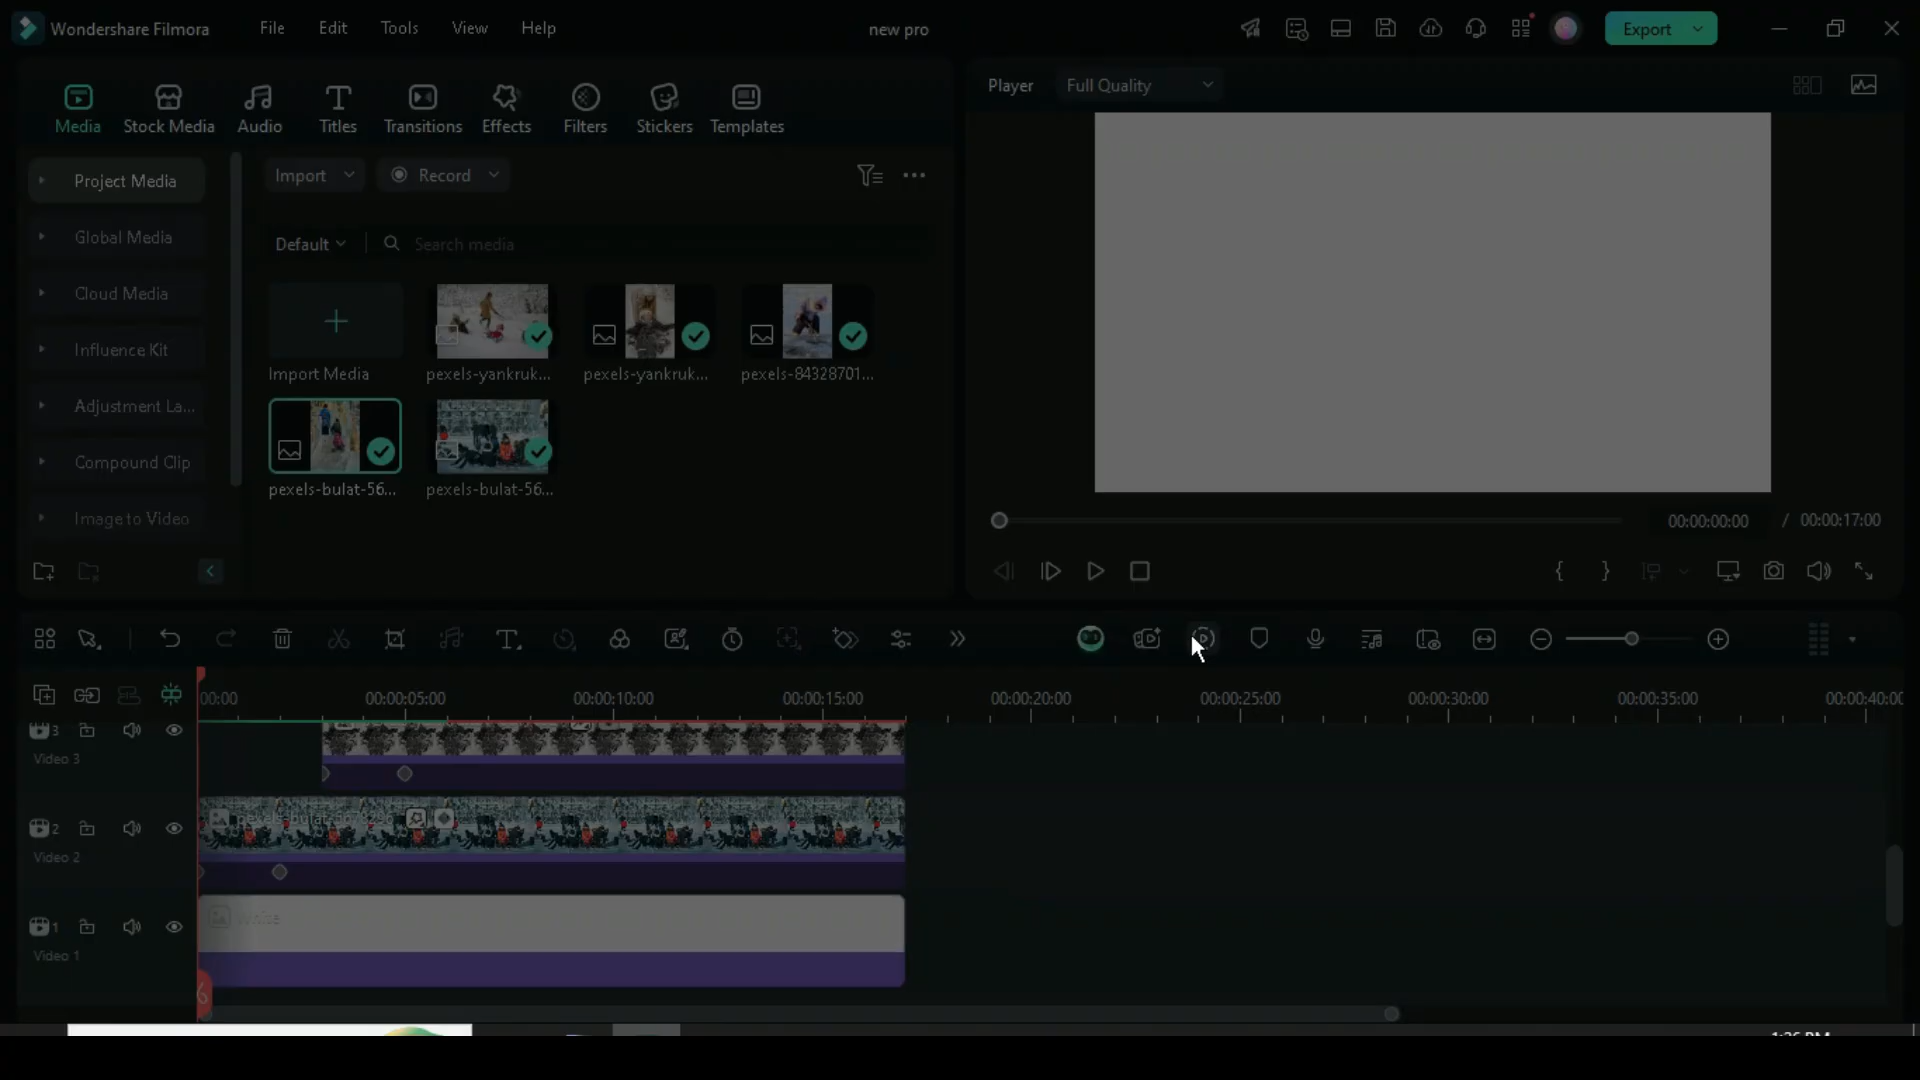 Wondershare Filmora
File Edit Tools View Help
new pro
Export
Media Stock Media Audio Titles Transitions Effects Filters Stickers Templates
Player Full Quality
Project Media
Global Media
Cloud Media
Influence Kit
Adjustment La...
Compound Clip
Image to Video
Import Record
Default Search media
Import Media pexels-yankruk... pexels-yankruk... pexels-84328701...
pexels-bulat-56... pexels-bulat-56...
00:00:00:00 / 00:00:17:00
00:00 00:00:05:00 00:00:10:00 00:00:15:00 00:00:20:00 00:00:25:00 00:00:30:00 00:00:35:00 00:00:40:00
3
Video 3
2
Video 2
1 White
Video 1